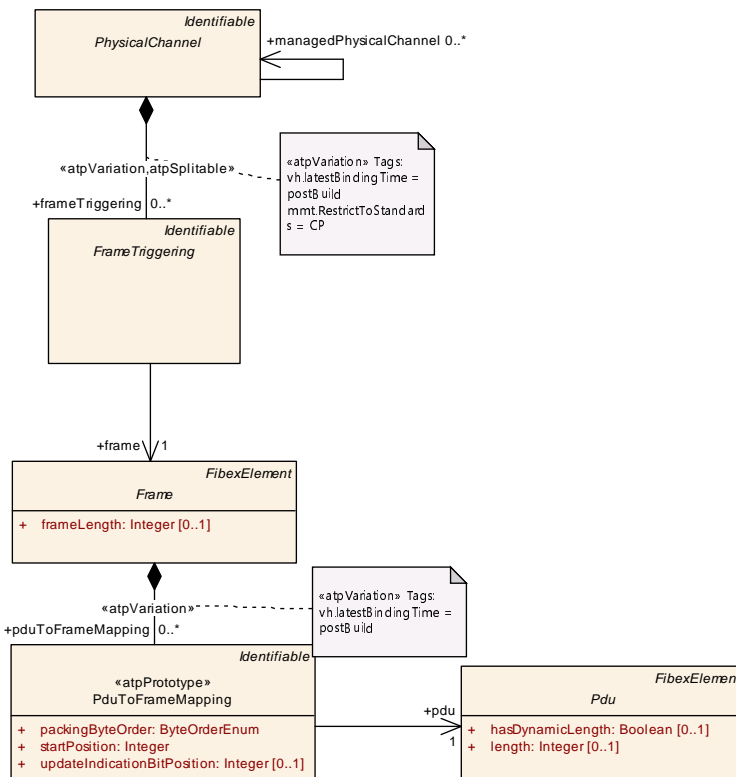 Identifiable
PhysicalChannel
+managedPhysicalChannel 0..*
«atpVariation,atpSplitable»
«atpVariation» Tags:
vh.latestBindingTime =
postBuild
mmt.RestrictToStandard
s = CP
+frameTriggering 0..*
Identifiable
FrameTriggering
+frame 1
FibexElement
Frame
+ frameLength: Integer [0..1]
«atpVariation»
«atpVariation» Tags:
vh.latestBindingTime =
postBuild
+pduToFrameMapping 0..*
Identifiable
«atpPrototype»
PduToFrameMapping
+ packingByteOrder: ByteOrderEnum
+ startPosition: Integer
+ updateIndicationBitPosition: Integer [0..1]
+pdu
1
FibexElement
Pdu
+ hasDynamicLength: Boolean [0..1]
+ length: Integer [0..1]